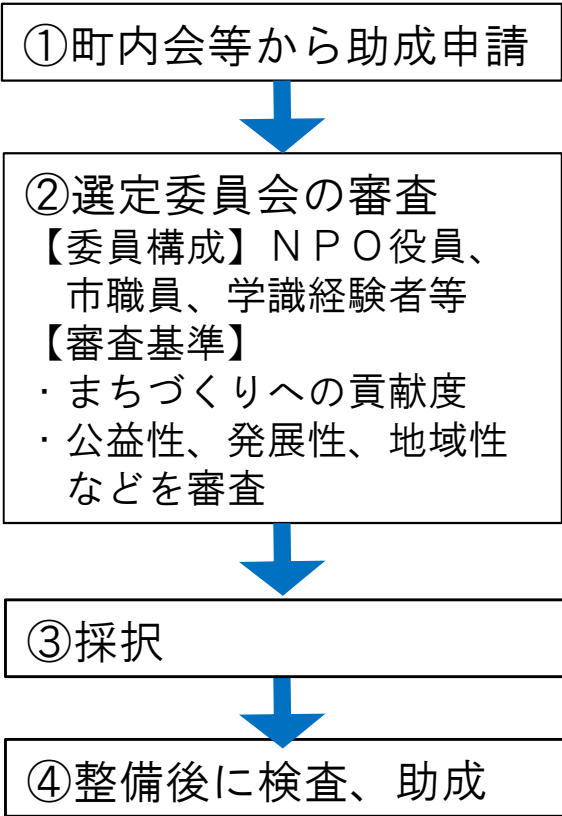 ①町内会等から助成申請
②選定委員会の審査
【委員構成】ＮＰＯ役員、
市職員、学識経験者等
【審査基準】
・まちづくりへの貢献度
・公益性、発展性、地域性
などを審査
③採択
④整備後に検査、助成